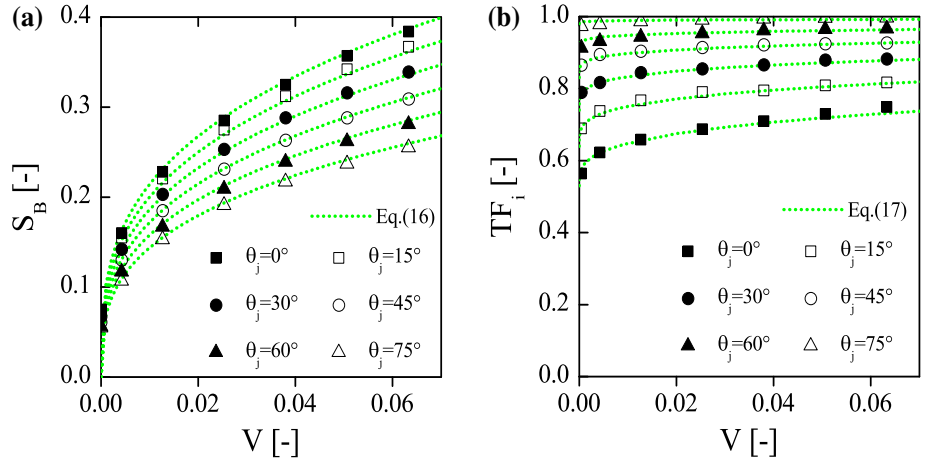 (a)
0.4
0.3
0.2
0.1
0.0
S_B [-]
Eq.(16)
θ_j=0° θ_j=15°
θ_j=30° θ_j=45°
θ_j=60° θ_j=75°
0.00 0.02 0.04 0.06
V [-]
(b)
1.0
0.8
0.6
0.4
0.2
0.0
TF_i [-]
Eq.(17)
θ_j=0° θ_j=15°
θ_j=30° θ_j=45°
θ_j=60° θ_j=75°
0.00 0.02 0.04 0.06
V [-]